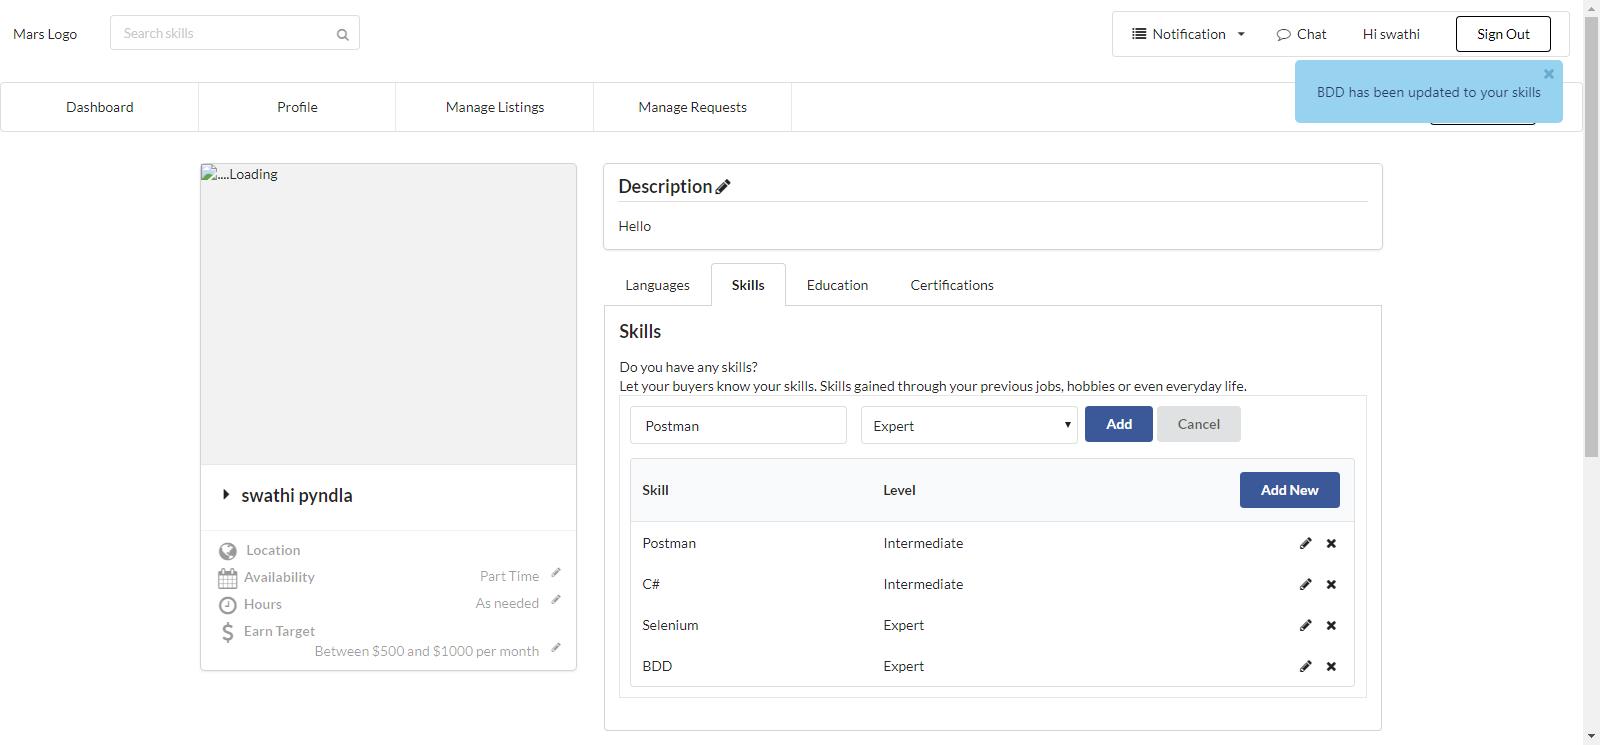 Mars Logo
Search skills
Notification
Chat
Hi swathi
Sign Out
BDD has been updated to your skills
Dashboard
Profile
Manage Listings
Manage Requests
....Loading
swathi pyndla
Location
Availability
Part Time
Hours
As needed
Earn Target
Between $500 and $1000 per month
Description
Hello
Languages
Skills
Education
Certifications
Skills
Do you have any skills?
Let your buyers know your skills. Skills gained through your previous jobs, hobbies or even everyday life.
Postman
Expert
Add
Cancel
Skill
Level
Add New
Postman
Intermediate
C#
Intermediate
Selenium
Expert
BDD
Expert